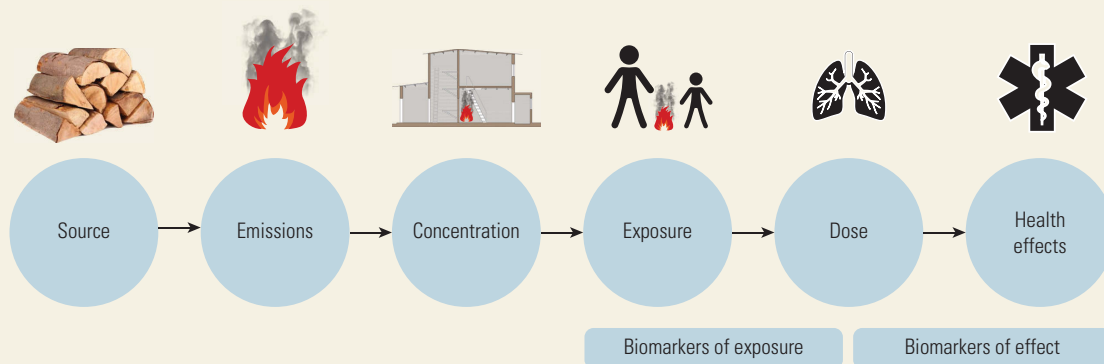 Source
Emissions
Concentration
Exposure
Dose
Health
effects
Biomarkers of exposure
Biomarkers of effect